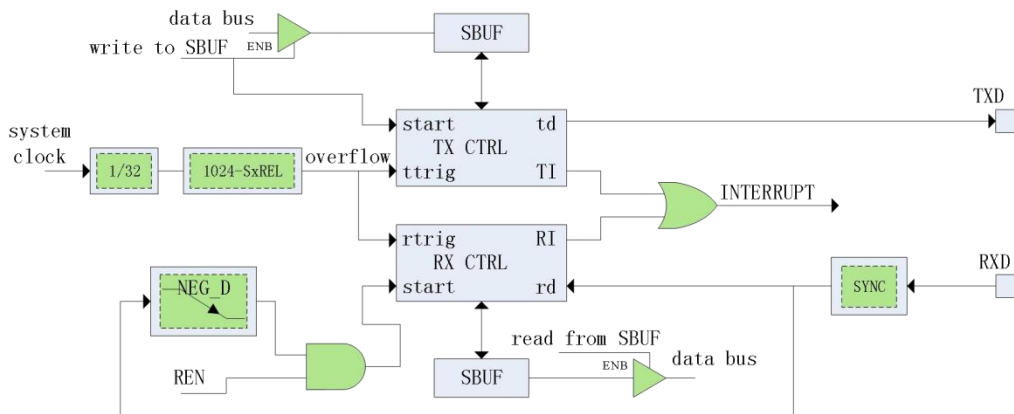 data bus
SBUF
write to SBUF
ENB
TXD
start
td
system
clock
TX CTRL
overflow
1/32
1024-SxREL
ttrig
TI
INTERRUPT
rtrig
RI
RX CTRL
RXD
NEG_D
start
rd
SYNC
read from SBUF
data bus
ENB
REN
SBUF